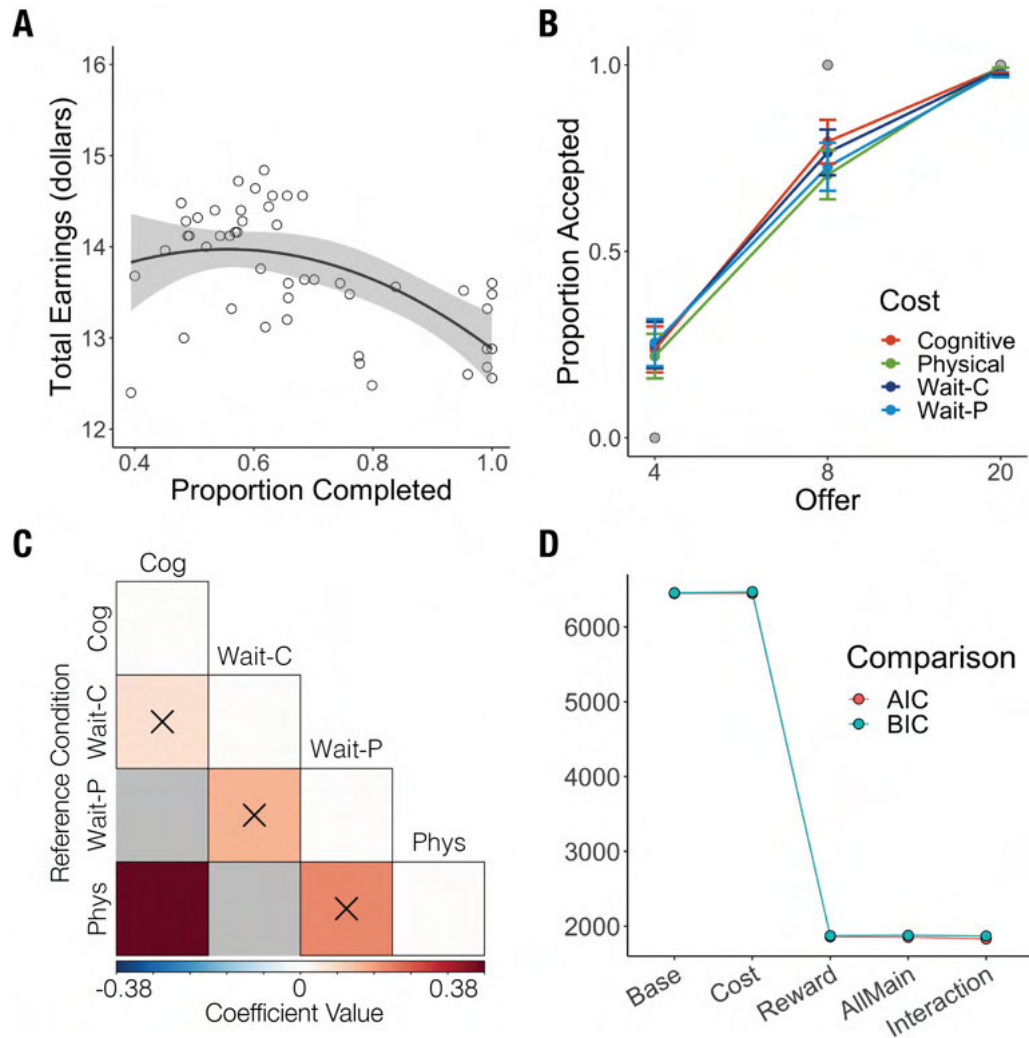 A
Total Earnings (dollars)
16
15
14
13
12
0.4
0.6
0.8
1.0
Proportion Completed
B
Proportion Accepted
1.0
0.5
0.0
4
8
20
Offer
Cost
Cognitive
Physical
Wait-C
Wait-P
C
Reference Condition
Cog
Wait-C
Wait-P
Phys
Cog
Wait-C
Wait-P
Phys
-0.38
0
0.38
Coefficient Value
D
6000
5000
4000
3000
2000
Comparison
AIC
BIC
Base
Cost
Reward
AllMain
Interaction